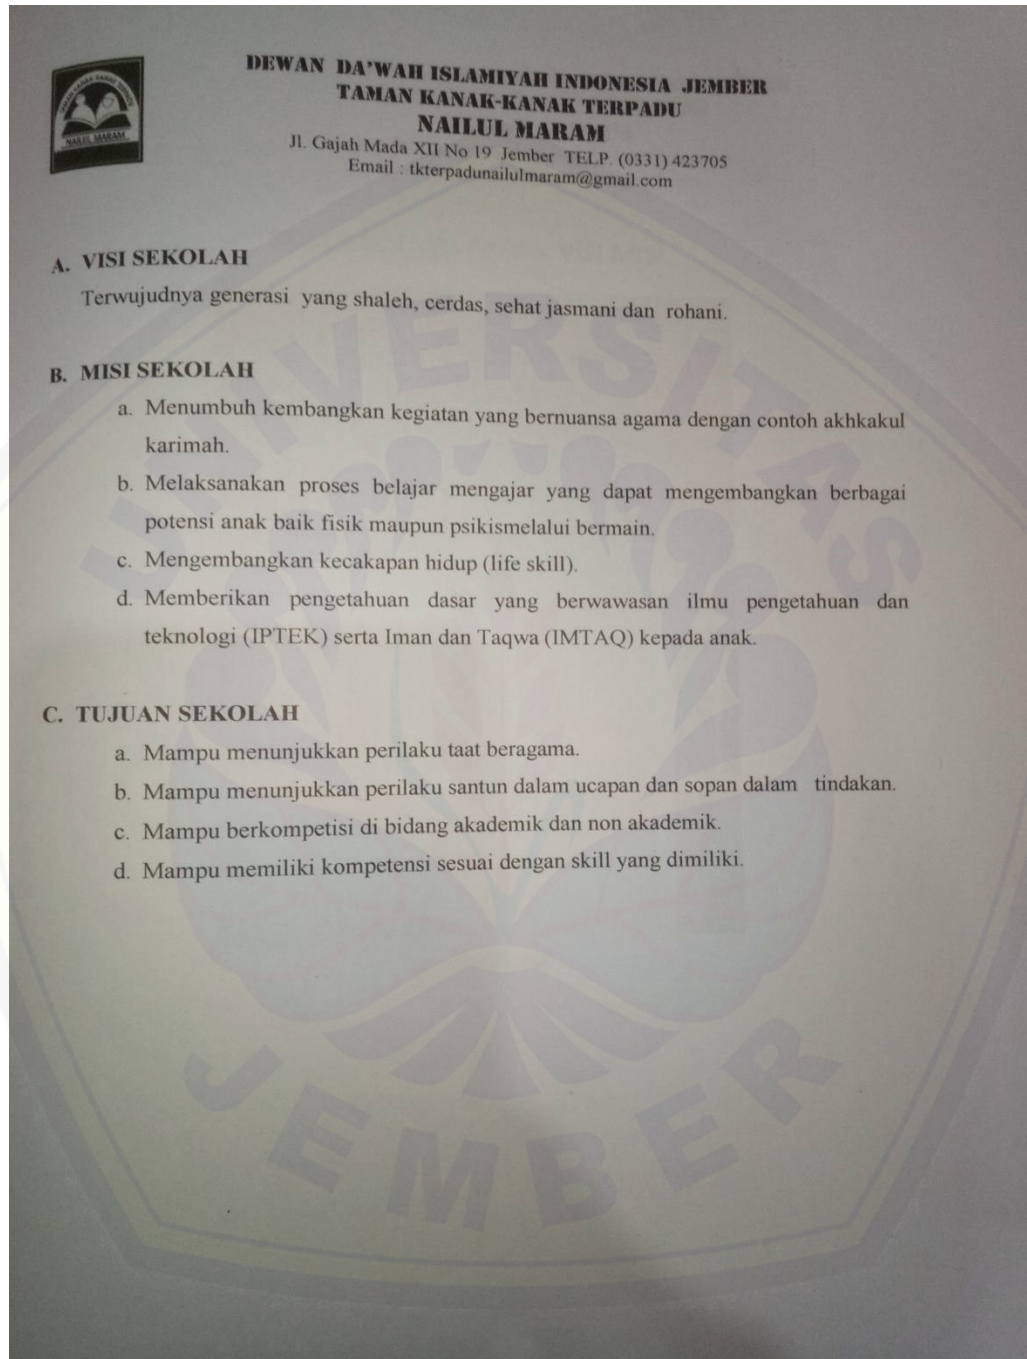 DEWAN DA'WAH ISLAMIYAH INDONESIA JEMBER
TAMAN KANAK-KANAK TERPADU
NAILUL MARAM
Jl. Gajah Mada XII No 19 Jember TELP. (0331) 423705
Email : tkterpadunailulmaram@gmail.com
NAILUL MARAM
A. VISI SEKOLAH
Terwujudnya generasi yang shaleh, cerdas, sehat jasmani dan rohani.
B. MISI SEKOLAH
a. Menumbuh kembangkan kegiatan yang bernuansa agama dengan contoh akhkakul
karimah.
b. Melaksanakan proses belajar mengajar yang dapat mengembangkan berbagai
potensi anak baik fisik maupun psikismelalui bermain.
c. Mengembangkan kecakapan hidup (life skill).
d. Memberikan pengetahuan dasar yang berwawasan ilmu pengetahuan dan
teknologi (IPTEK) serta Iman dan Taqwa (IMTAQ) kepada anak.
C. TUJUAN SEKOLAH
a. Mampu menunjukkan perilaku taat beragama.
b. Mampu menunjukkan perilaku santun dalam ucapan dan sopan dalam tindakan.
c. Mampu berkompetisi di bidang akademik dan non akademik.
d. Mampu memiliki kompetensi sesuai dengan skill yang dimiliki.
UNIVERSITAS
JEMBER